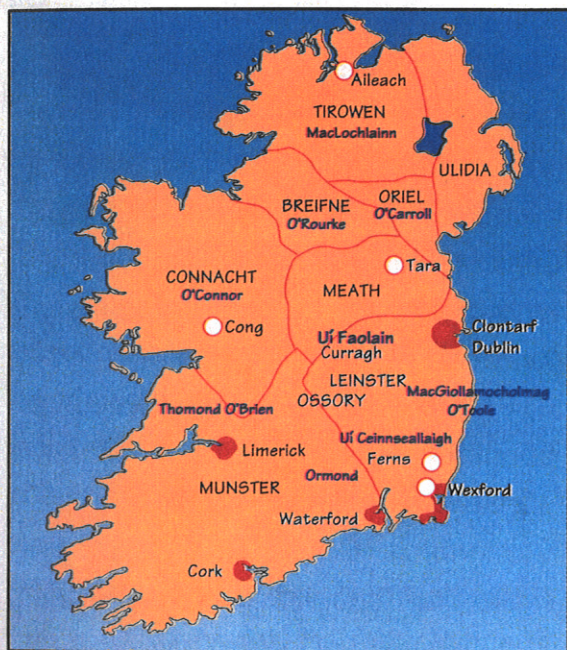 Aileach
TIROWEN
MacLochlainn
ULIDIA
ORIEL
O'Carroll
BREIFNE
O'Rourke
Tara
CONNACHT
O'Connor
MEATH
Cong
Clontarf
Dublin
Uí Faolain
Curragh
LEINSTER
OSSORY
MacGiollamocholmag
O'Toole
Thomond O'Brien
Uí Ceinnseallaigh
Ferns
Limerick
Ormond
MUNSTER
Wexford
Waterford
Cork